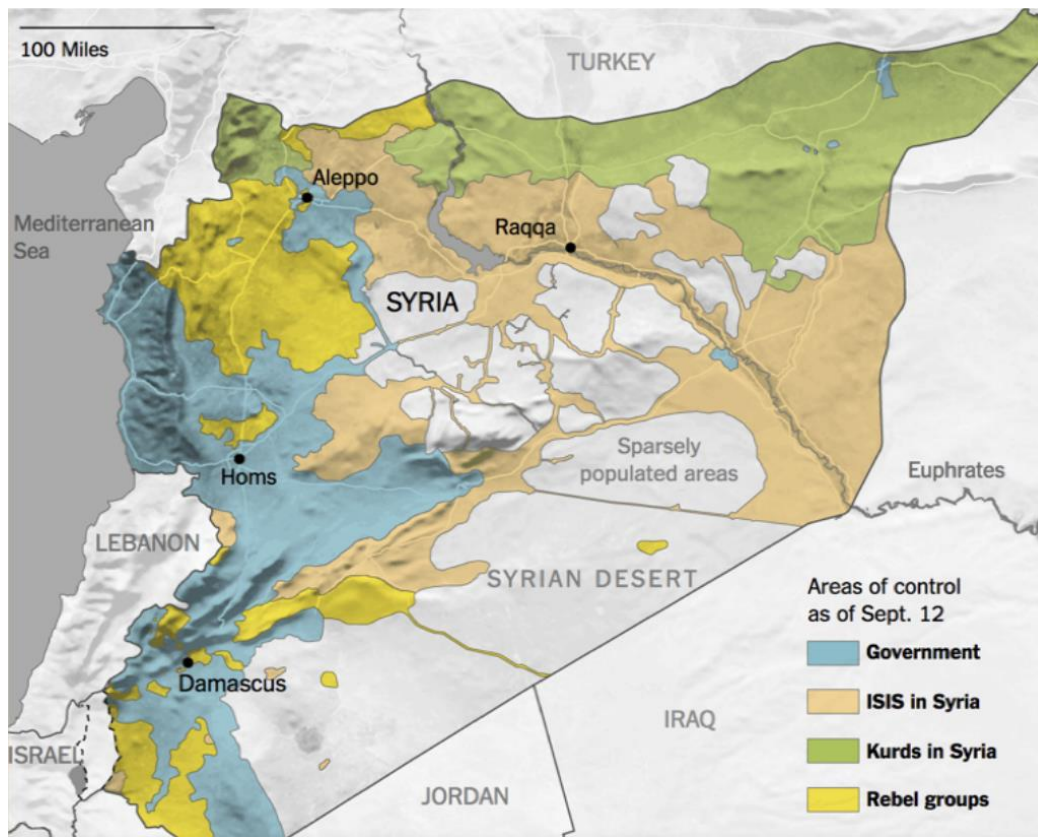 100 Miles
TURKEY
Aleppo
Mediterranean
Sea
Raqqa
SYRIA
Sparsely
populated areas
Homs
Euphrates
LEBANON
SYRIAN DESERT
Areas of control
as of Sept. 12
Government
Damascus
ISIS in Syria
IRAQ
ISRAEL
Kurds in Syria
JORDAN
Rebel groups